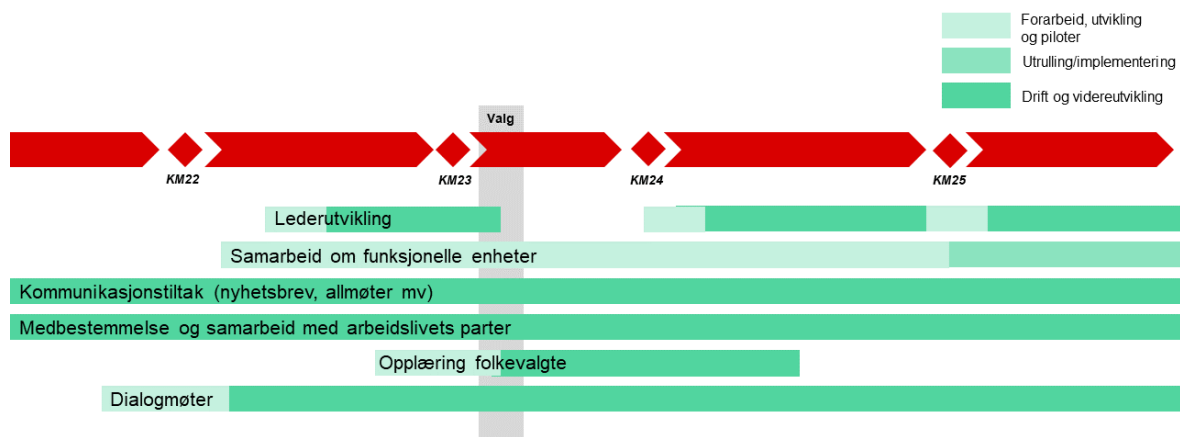 Forarbeid, utvikling
og piloter
Utrulling/implementering
Drift og videreutvikling
Valg
KM22
KM23
KM24
KM25
Lederutvikling
Samarbeid om funksjonelle enheter
Kommunikasjonstiltak (nyhetsbrev, allmøter mv)
Medbestemmelse og samarbeid med arbeidslivets parter
Opplæring folkevalgte
Dialogmøter